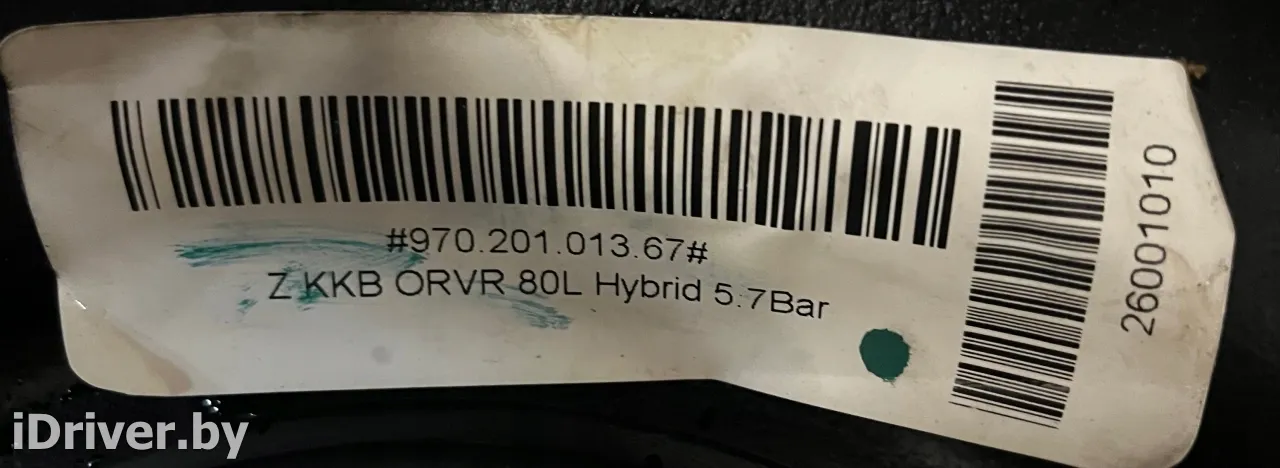 #970.201.013.67#
Z KKB ORVR 80L Hybrid 5.7Bar
26001010
iDriver.by